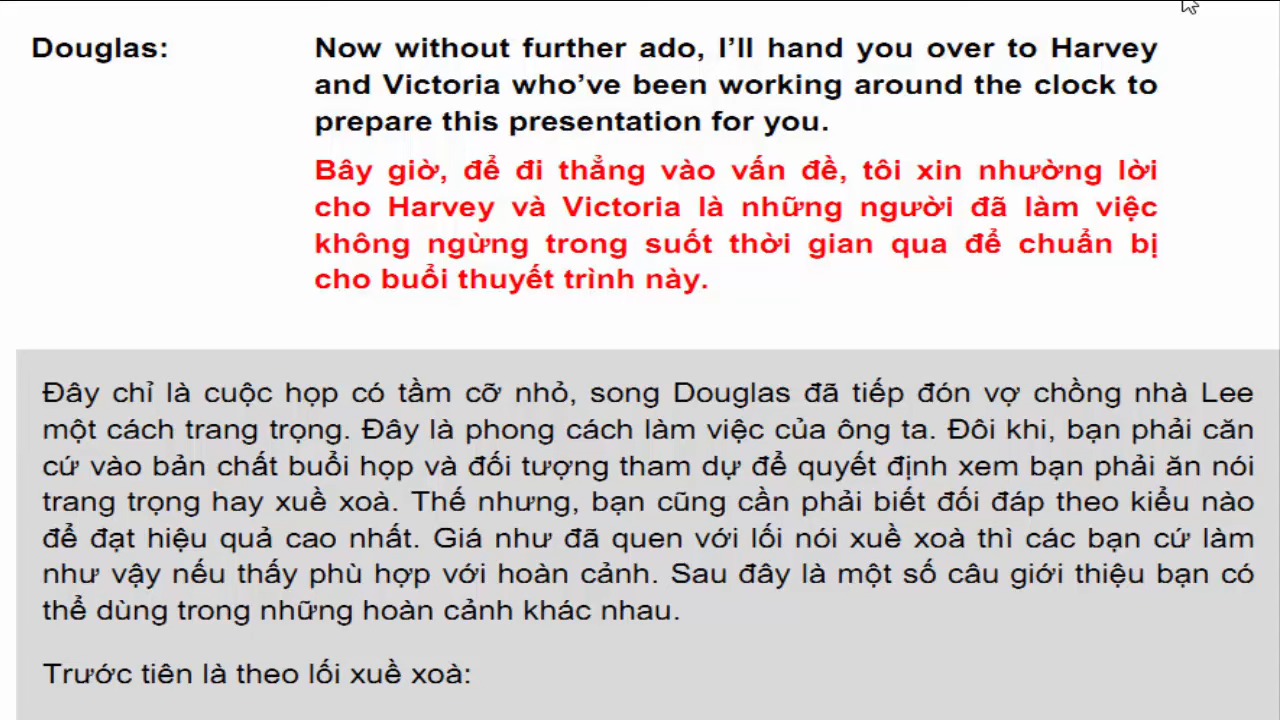 Douglas: Now without further ado, I’ll hand you over to Harvey
and Victoria who’ve been working around the clock to
prepare this presentation for you.
Bây giờ, để đi thẳng vào vấn đề, tôi xin nhường lời
cho Harvey và Victoria là những người đã làm việc
không ngừng trong suốt thời gian qua để chuẩn bị
cho buổi thuyết trình này.
Đây chỉ là cuộc họp có tầm cỡ nhỏ, song Douglas đã tiếp đón vợ chồng nhà Lee
một cách trang trọng. Đây là phong cách làm việc của ông ta. Đôi khi, bạn phải căn
cứ vào bản chất buổi họp và đối tượng tham dự để quyết định xem bạn phải ăn nói
trang trọng hay xuề xoà. Thế nhưng, bạn cũng cần phải biết đối đáp theo kiểu nào
để đạt hiệu quả cao nhất. Giá như đã quen với lối nói xuề xoà thì các bạn cứ làm
như vậy nếu thấy phù hợp với hoàn cảnh. Sau đây là một số câu giới thiệu bạn có
thể dùng trong những hoàn cảnh khác nhau.
Trước tiên là theo lối xuề xoà: